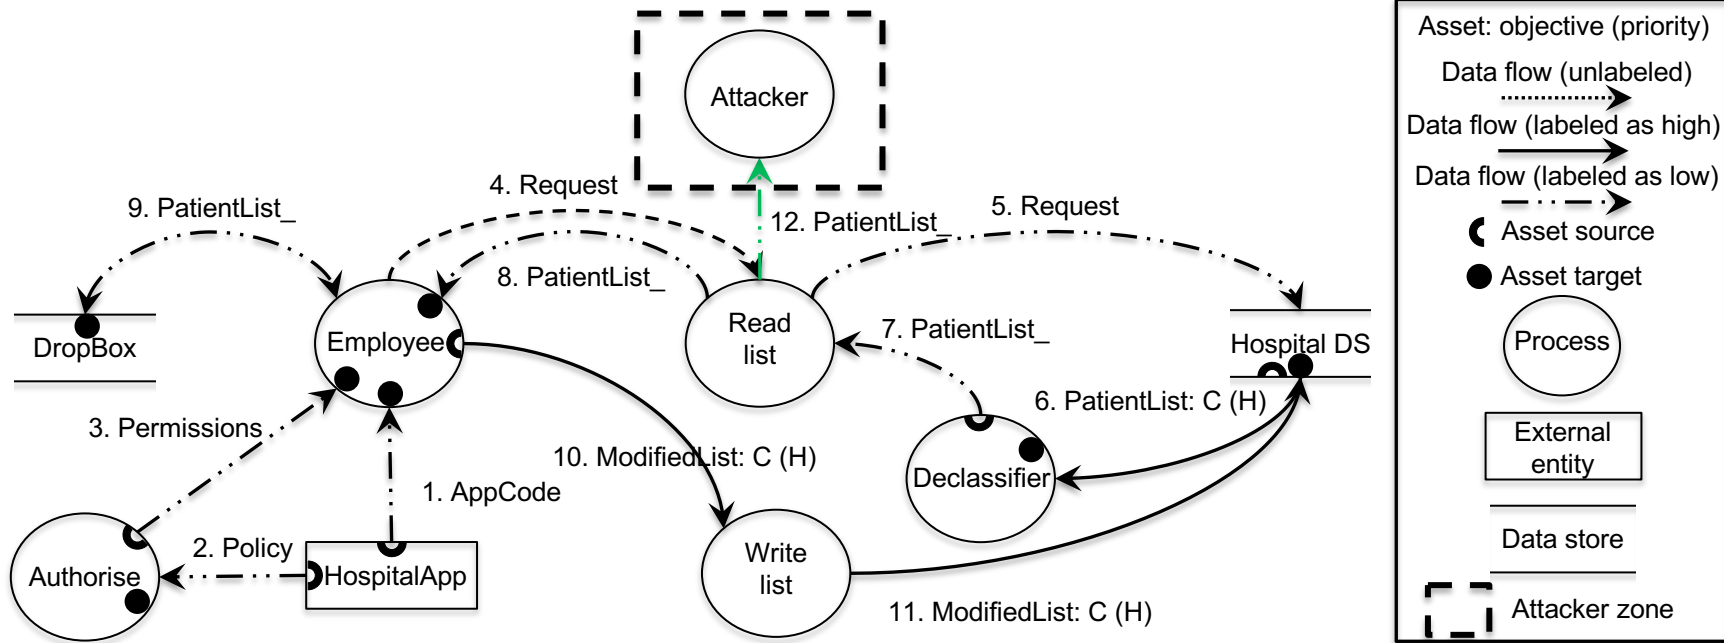 Attacker
9. PatientList_
4. Request
12. PatientList_
5. Request
8. PatientList_
DropBox
Employee
Read
list
7. PatientList_
Hospital DS
3. Permissions
6. PatientList: C (H)
10. ModifiedList: C (H)
Declassifier
1. AppCode
2. Policy
Authorise
HospitalApp
Write
list
11. ModifiedList: C (H)
Asset: objective (priority)
Data flow (unlabeled)
Data flow (labeled as high)
Data flow (labeled as low)
Asset source
Asset target
Process
External
entity
Data store
Attacker zone